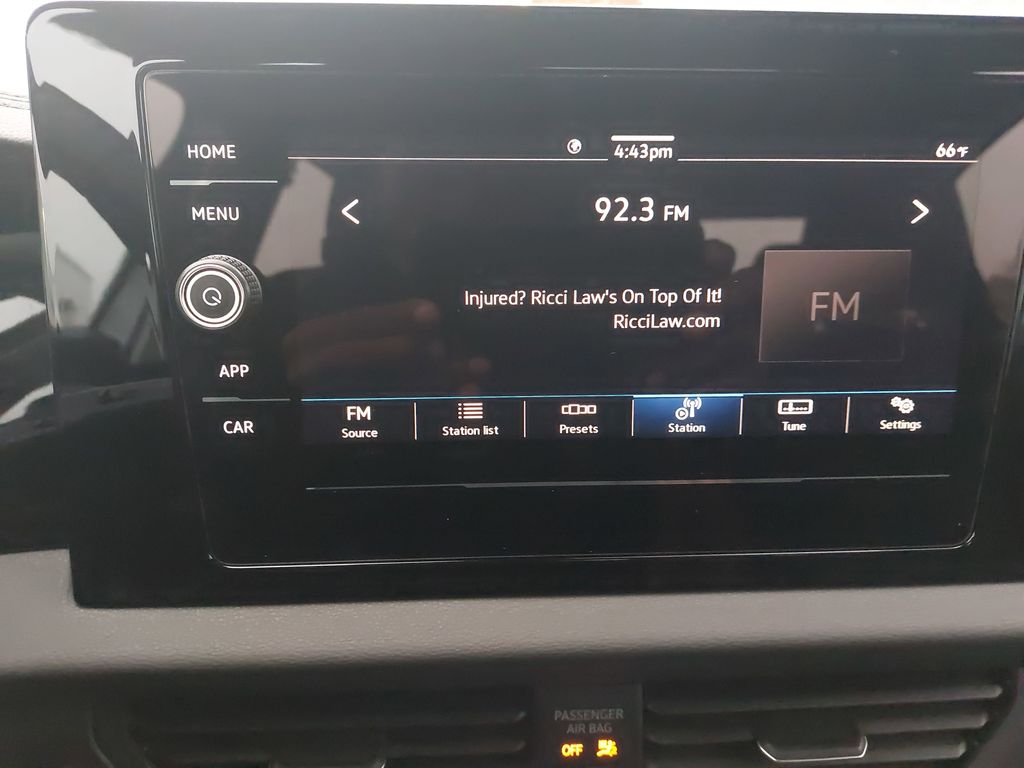 HOME
4:43pm
66°F
MENU
92.3 FM
Injured? Ricci Law's On Top Of It!
RicciLaw.com
FM
APP
CAR
FM
Source
Station list
Presets
Station
Tune
Settings
PASSENGER
AIR BAG
OFF